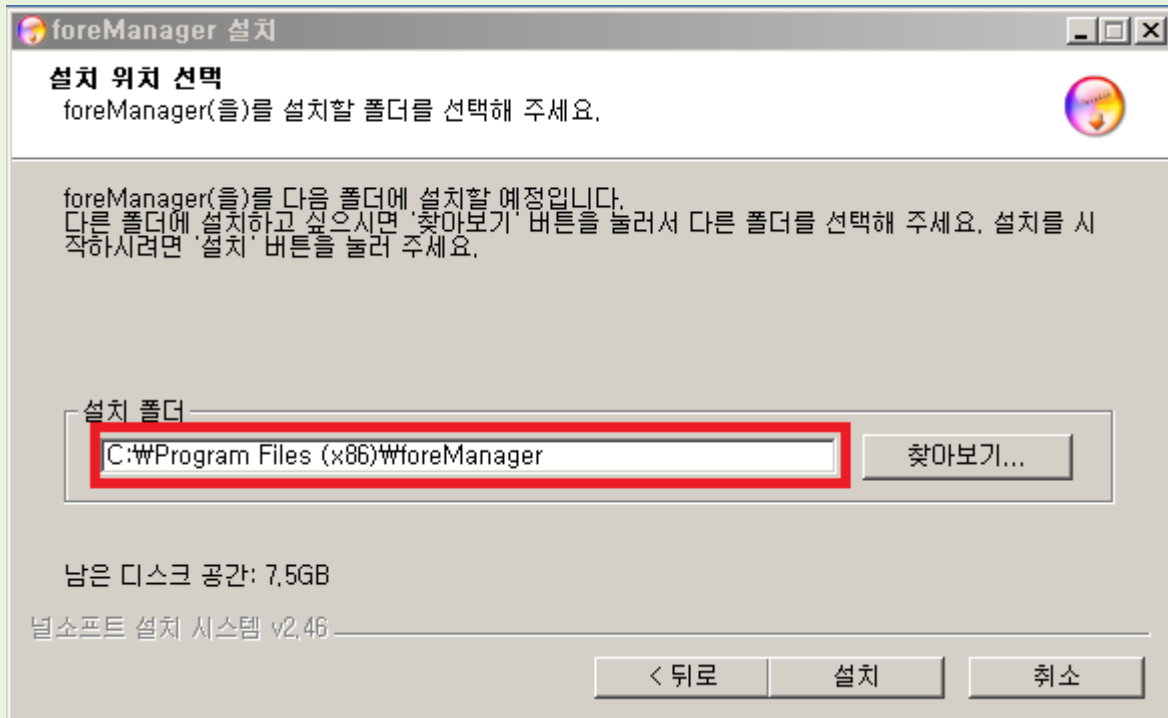 foreManager 설치
설치 위치 선택
foreManager(을)를 설치할 폴더를 선택해 주세요.
foreManager(을)를 다음 폴더에 설치할 예정입니다.
다른 폴더에 설치하고 싶으시면 '찾아보기' 버튼을 눌러서 다른 폴더를 선택해 주세요. 설치를 시
작하시려면 '설치' 버튼을 눌러 주세요.
설치 폴더
C:₩Program Files (x86)₩foreManager
찾아보기...
남은 디스크 공간: 7.5GB
널소프트 설치 시스템 v2.46
< 뒤로
설치
취소